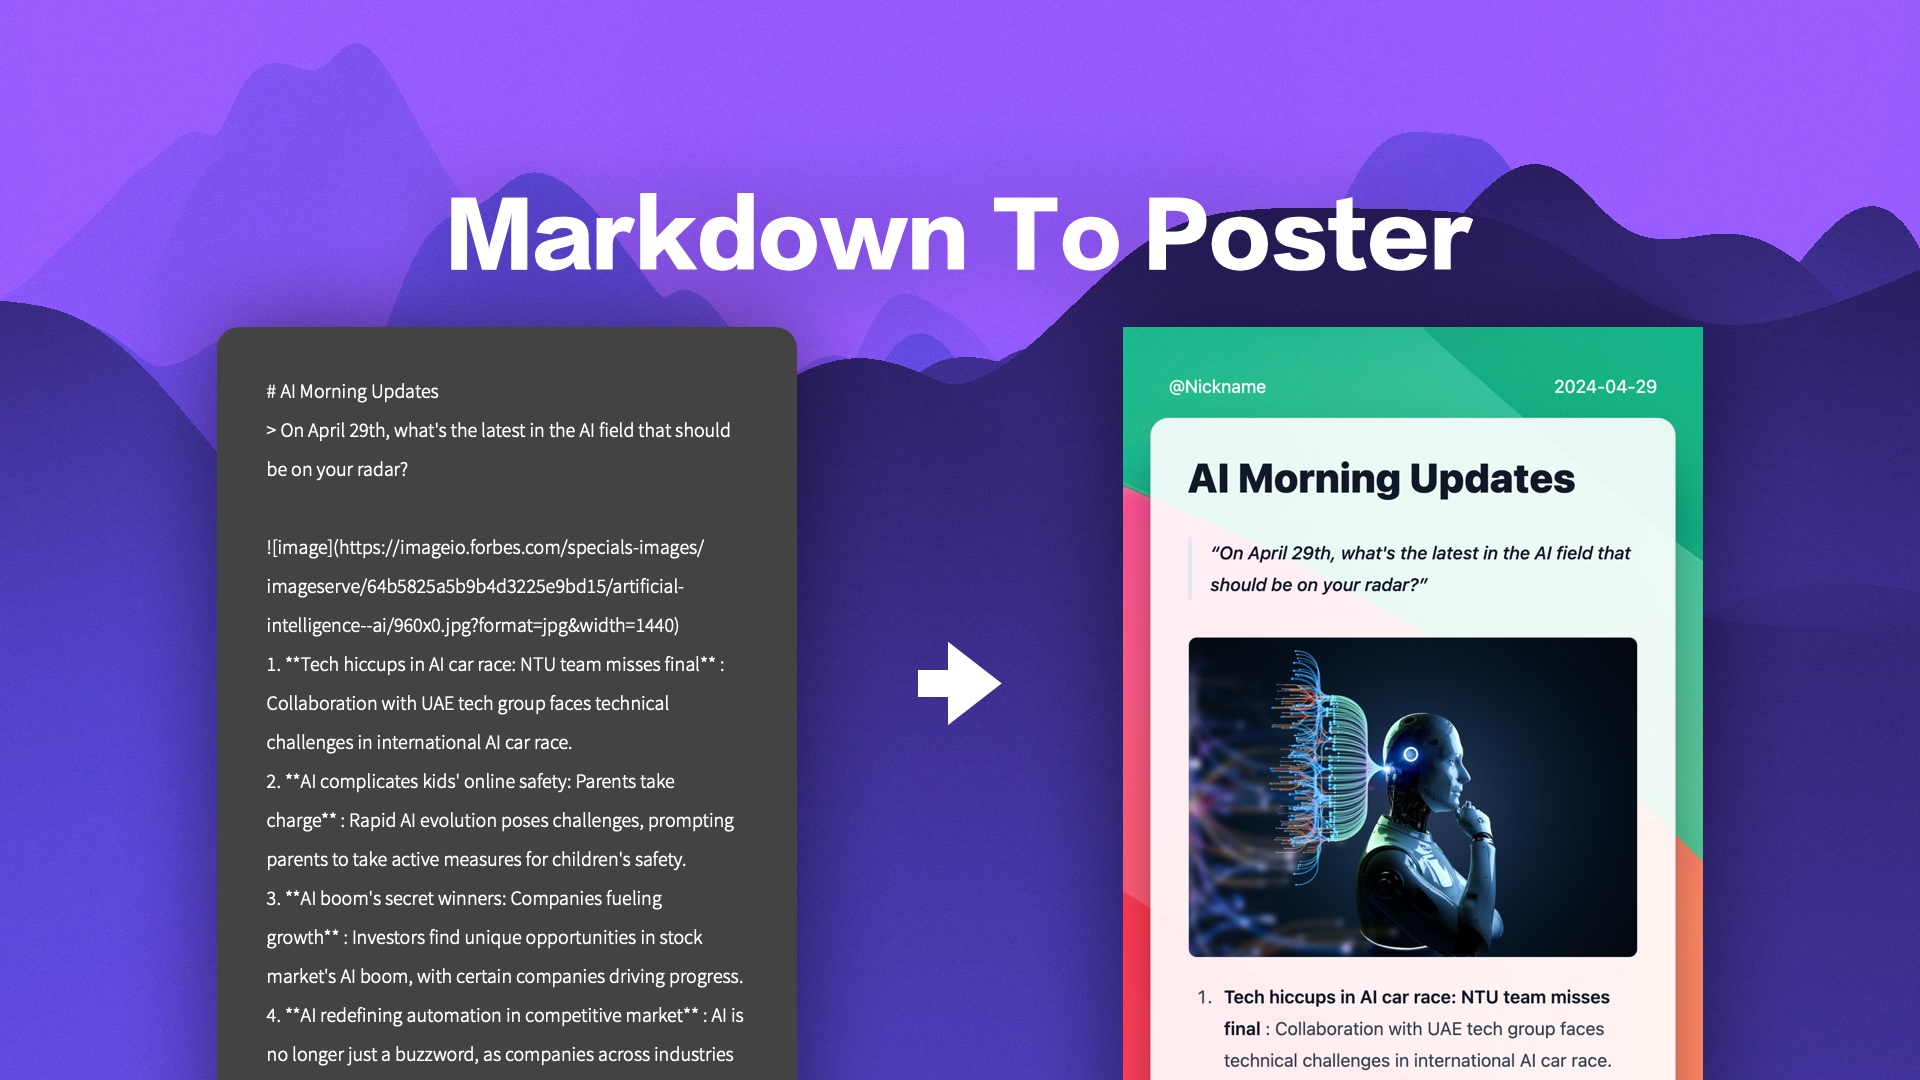 Markdown To Poster
# AI Morning Updates
> On April 29th, what's the latest in the AI field that should
be on your radar?
![image](https://imageio.forbes.com/specials-images/
imageserve/64b5825a5b9b4d3225e9bd15/artificial-
intelligence--ai/960x0.jpg?format=jpg&width=1440)
1. **Tech hiccups in AI car race: NTU team misses final** :
Collaboration with UAE tech group faces technical
challenges in international AI car race.
2. **AI complicates kids' online safety: Parents take
charge** : Rapid AI evolution poses challenges, prompting
parents to take active measures for children's safety.
3. **AI boom's secret winners: Companies fueling
growth** : Investors find unique opportunities in stock
market's AI boom, with certain companies driving progress.
4. **AI redefining automation in competitive market** : AI is
no longer just a buzzword, as companies across industries
@Nickname
2024-04-29
AI Morning Updates
“On April 29th, what's the latest in the AI field that
should be on your radar?”
1. Tech hiccups in AI car race: NTU team misses
final : Collaboration with UAE tech group faces
technical challenges in international AI car race.